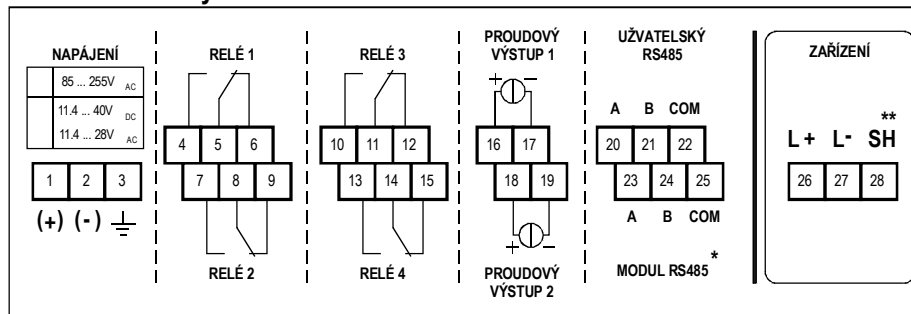 NAPÁJENÍ
85 ... 255V AC
11.4 ... 40V DC
11.4 ... 28V AC
1 2 3
(+) (-)
RELÉ 1
4 5 6
7 8 9
RELÉ 2
RELÉ 3
10 11 12
13 14 15
RELÉ 4
PROUDOVÝ
VÝSTUP 1
+ -
16 17
18 19
+ -
PROUDOVÝ
VÝSTUP 2
UŽVATELSKÝ
RS485
A B COM
20 21 22
23 24 25
A B COM
MODUL RS485 *
ZAŘÍZENÍ
**
L+ L- SH
26 27 28